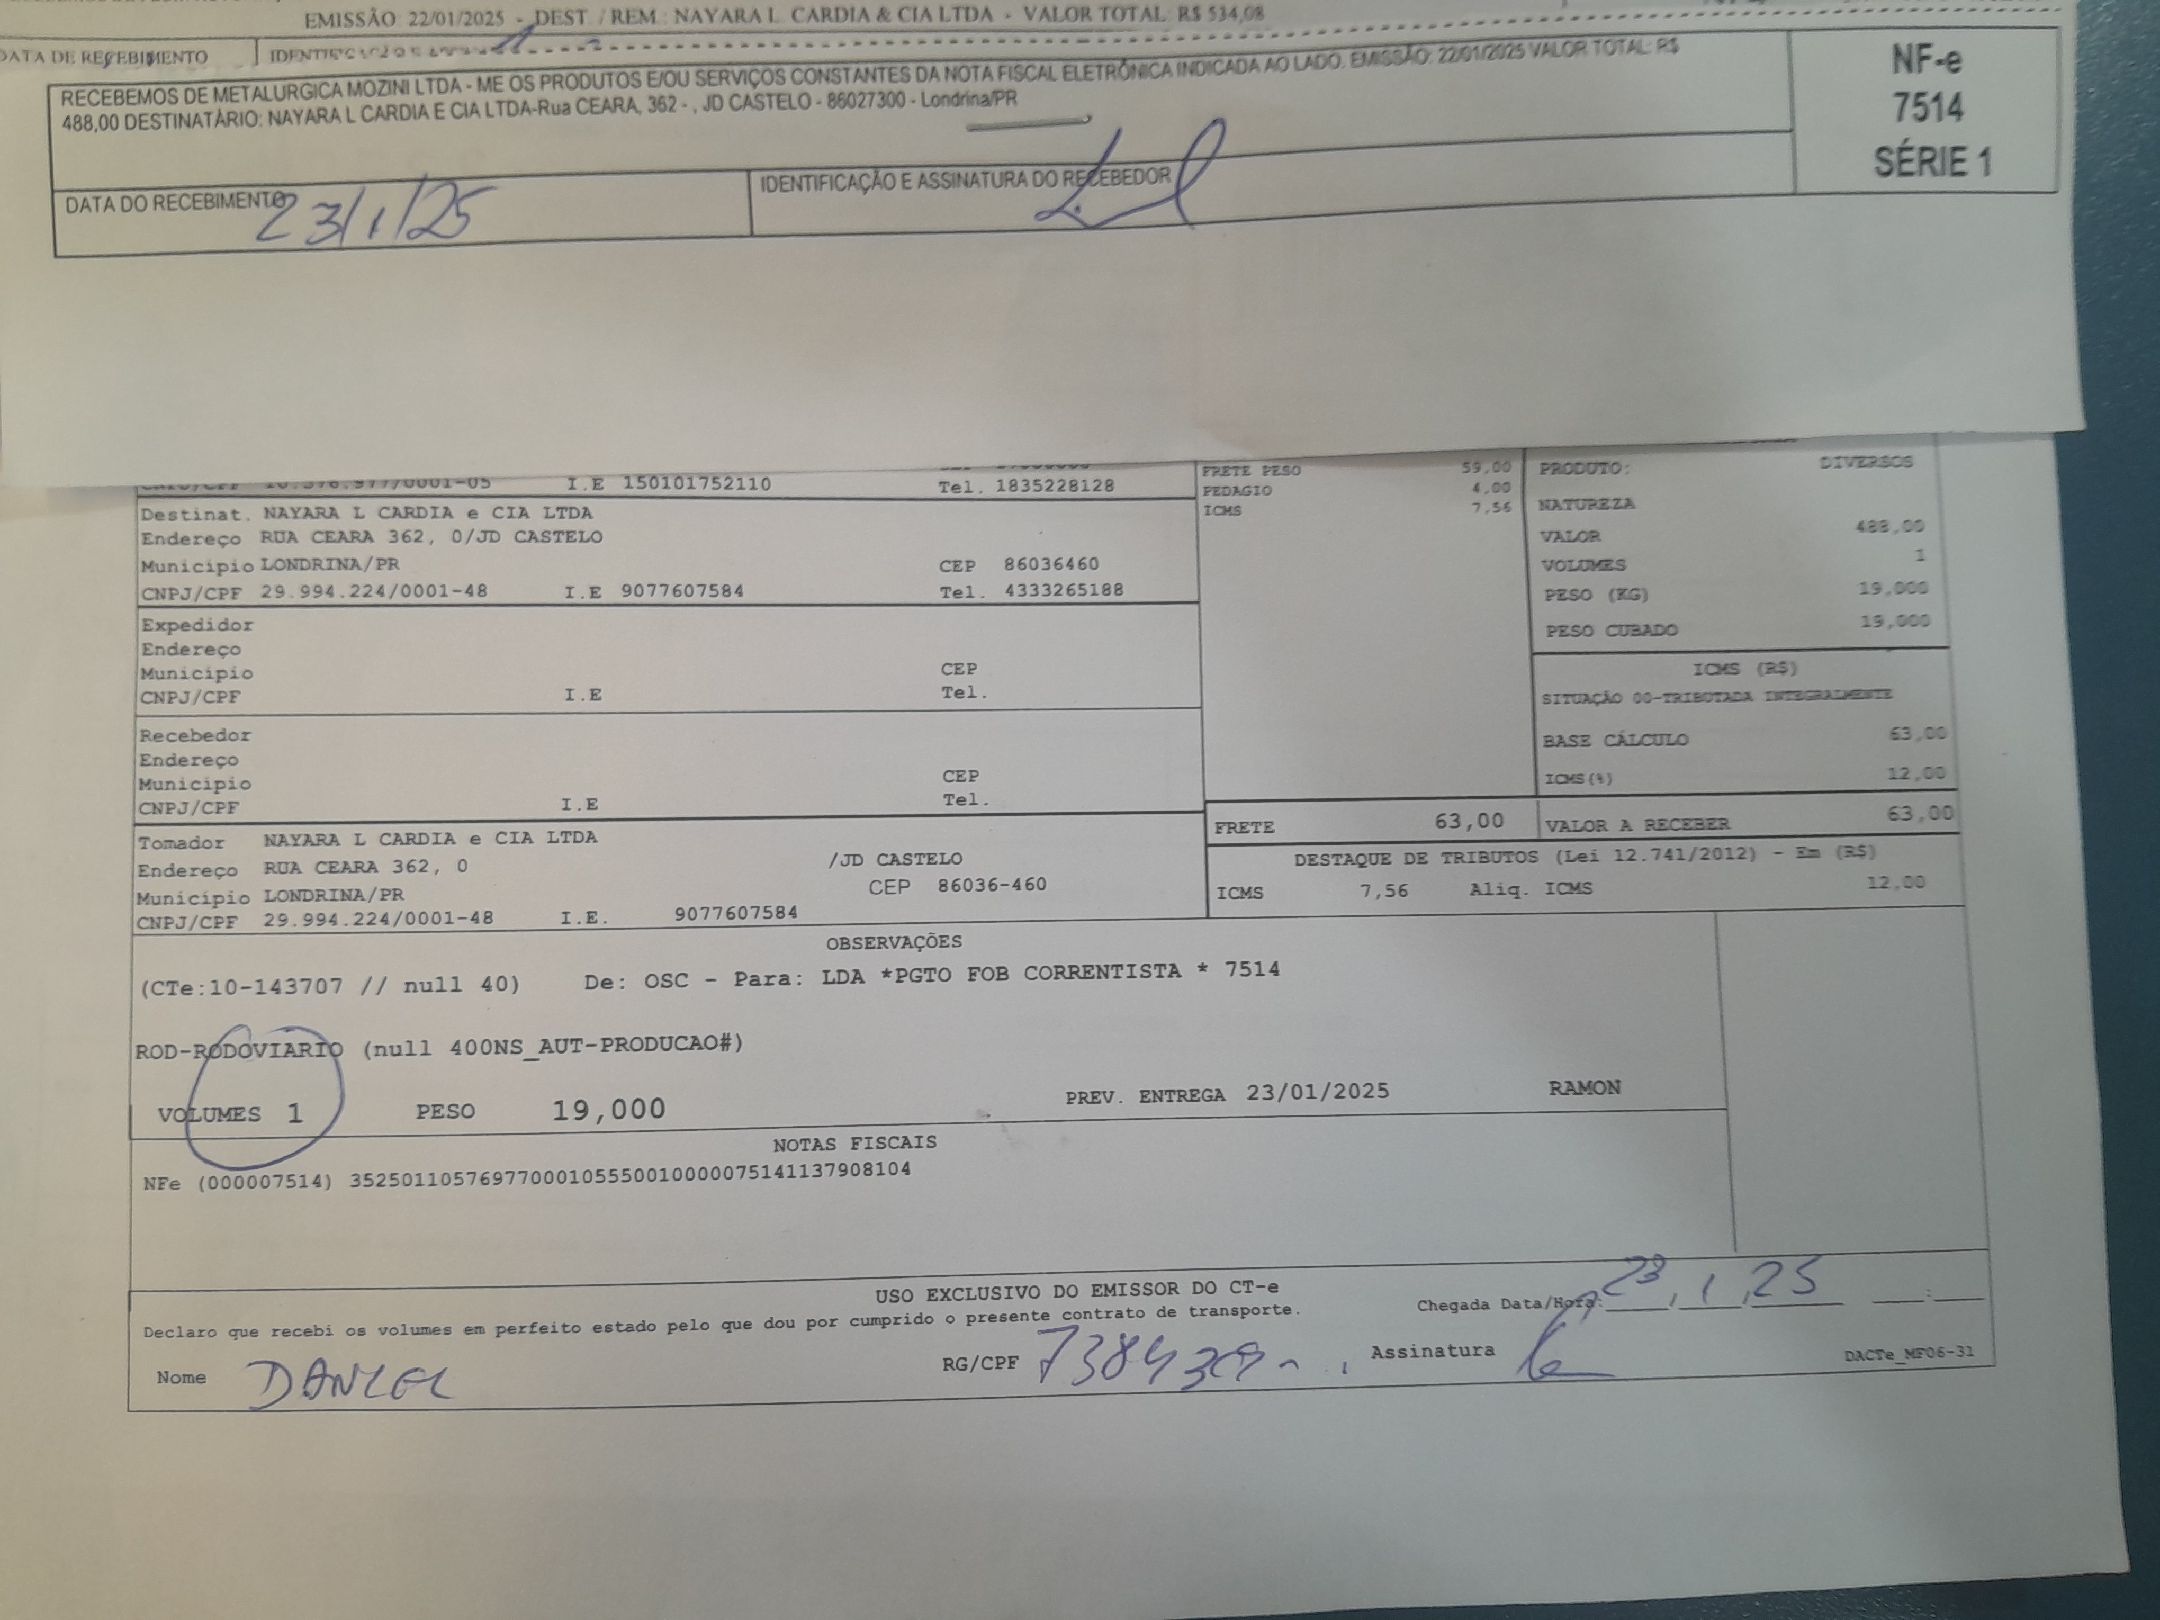 EMISSÃO: 22/01/2025 - DEST. / REM.: NAYARA L. CARDIA & CIA LTDA - VALOR TOTAL: R$ 534,08
DATA DE RECEBIMENTO
RECEBEMOS DE METALURGICA MOZINI LTDA - ME OS PRODUTOS E/OU SERVIÇOS CONSTANTES DA NOTA FISCAL ELETRÔNICA INDICADA AO LADO. EMISSÃO: 22/01/2025 VALOR TOTAL: R$
488,00 DESTINATÁRIO: NAYARA L CARDIA E CIA LTDA-Rua CEARA, 362 - , JD CASTELO - 86027300 - Londrina/PR
NF-e
7514
SÉRIE 1
DATA DO RECEBIMENTO 23/1/25
IDENTIFICAÇÃO E ASSINATURA DO RECEBEDOR
I.E 150101752110 Tel. 1835228128
Destinat. NAYARA L CARDIA e CIA LTDA
Endereço RUA CEARA 362, 0/JD CASTELO
Municipio LONDRINA/PR CEP 86036460
CNPJ/CPF 29.994.224/0001-48 I.E 9077607584 Tel. 4333265188
Expedidor
Endereço
Municipio CEP
CNPJ/CPF I.E Tel.
Recebedor
Endereço
Municipio CEP
CNPJ/CPF I.E Tel.
Tomador NAYARA L CARDIA e CIA LTDA
Endereço RUA CEARA 362, 0 /JD CASTELO
Municipio LONDRINA/PR CEP 86036-460
CNPJ/CPF 29.994.224/0001-48 I.E. 9077607584
FRETE PESO 59,00
PEDAGIO 4,00
ICMS 7,56
PRODUTO: DIVERSOS
NATUREZA
VALOR 488,00
VOLUMES 1
PESO (KG) 19,000
PESO CUBADO 19,000
ICMS (R$)
SITUAÇÃO 00-TRIBUTADA INTEGRALMENTE
BASE CÁLCULO 63,00
ICMS(%) 12,00
FRETE 63,00 VALOR A RECEBER 63,00
DESTAQUE DE TRIBUTOS (Lei 12.741/2012) - Em (R$)
ICMS 7,56 Aliq. ICMS 12,00
OBSERVAÇÕES
(CTe:10-143707 // null 40) De: OSC - Para: LDA *PGTO FOB CORRENTISTA * 7514
ROD-RODOVIARIO (null 400NS_AUT-PRODUCAO#)
VOLUMES 1 PESO 19,000 PREV. ENTREGA 23/01/2025 RAMON
NOTAS FISCAIS
NFe (000007514) 35250110576977000105550010000075141137908104
USO EXCLUSIVO DO EMISSOR DO CT-e
Declaro que recebi os volumes em perfeito estado pelo que dou por cumprido o presente contrato de transporte.
Chegada Data/Hora: 23, 1, 25 :
Nome DANIEL RG/CPF Assinatura DACTe_MF06-31